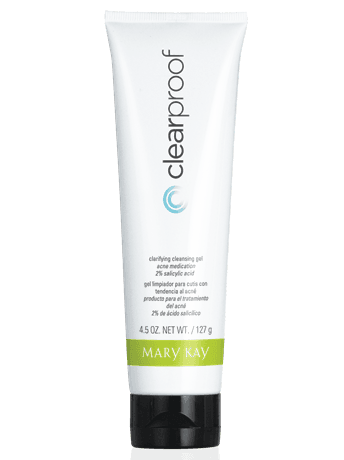 clearproof
clarifying cleansing gel
acne medication
2% salicylic acid
gel limpiador para cutis con
tendencia al acné
producto para el tratamiento
del acné
2% de ácido salicílico
4.5 OZ. NET WT. / 127 g
MARY KAY